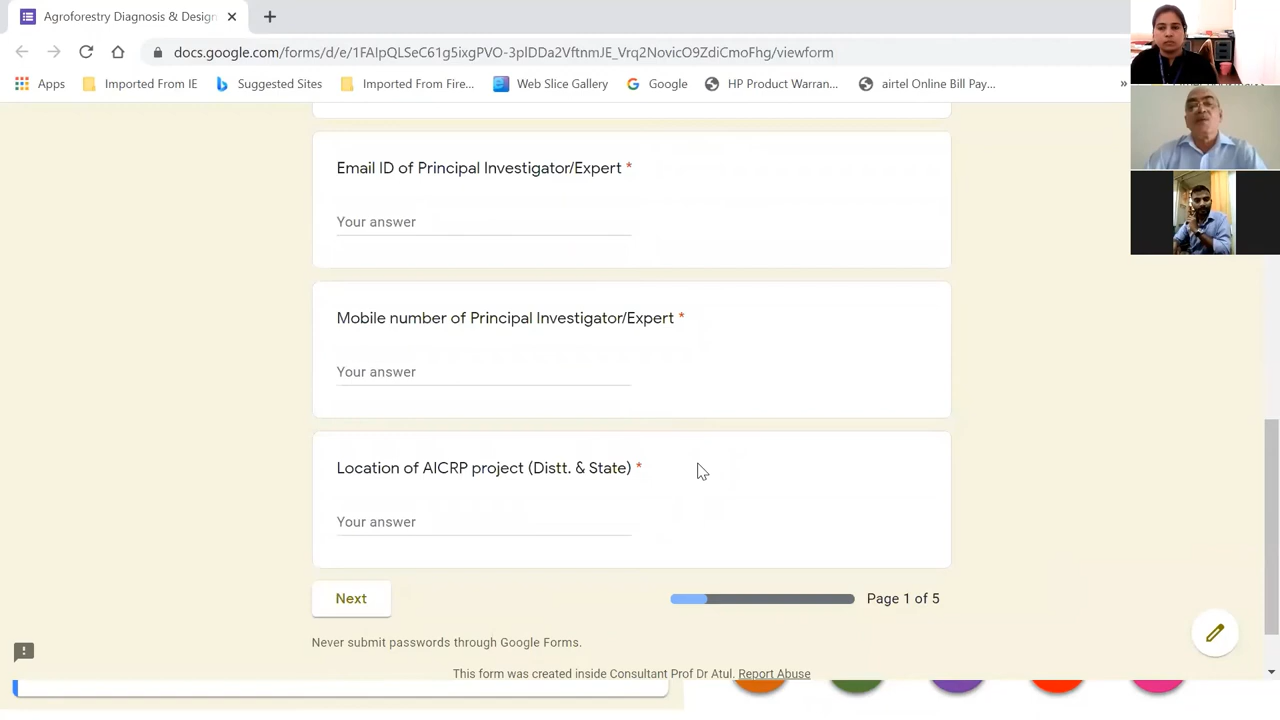 Agroforestry Diagnosis & Design
docs.google.com/forms/d/e/1FAIpQLSeC61q5ixgPVO-3plDDa2VftnmJE_Vrq2NovicO9ZdiCmoFhg/viewform
Apps Imported From IE Suggested Sites Imported From Fire... Web Slice Gallery Google HP Product Warran... airtel Online Bill Pay... »
Email ID of Principal Investigator/Expert *
Your answer
Mobile number of Principal Investigator/Expert *
Your answer
Location of AICRP project (Distt. & State) *
Your answer
Next Page 1 of 5
Never submit passwords through Google Forms.
This form was created inside Consultant Prof Dr Atul. Report Abuse